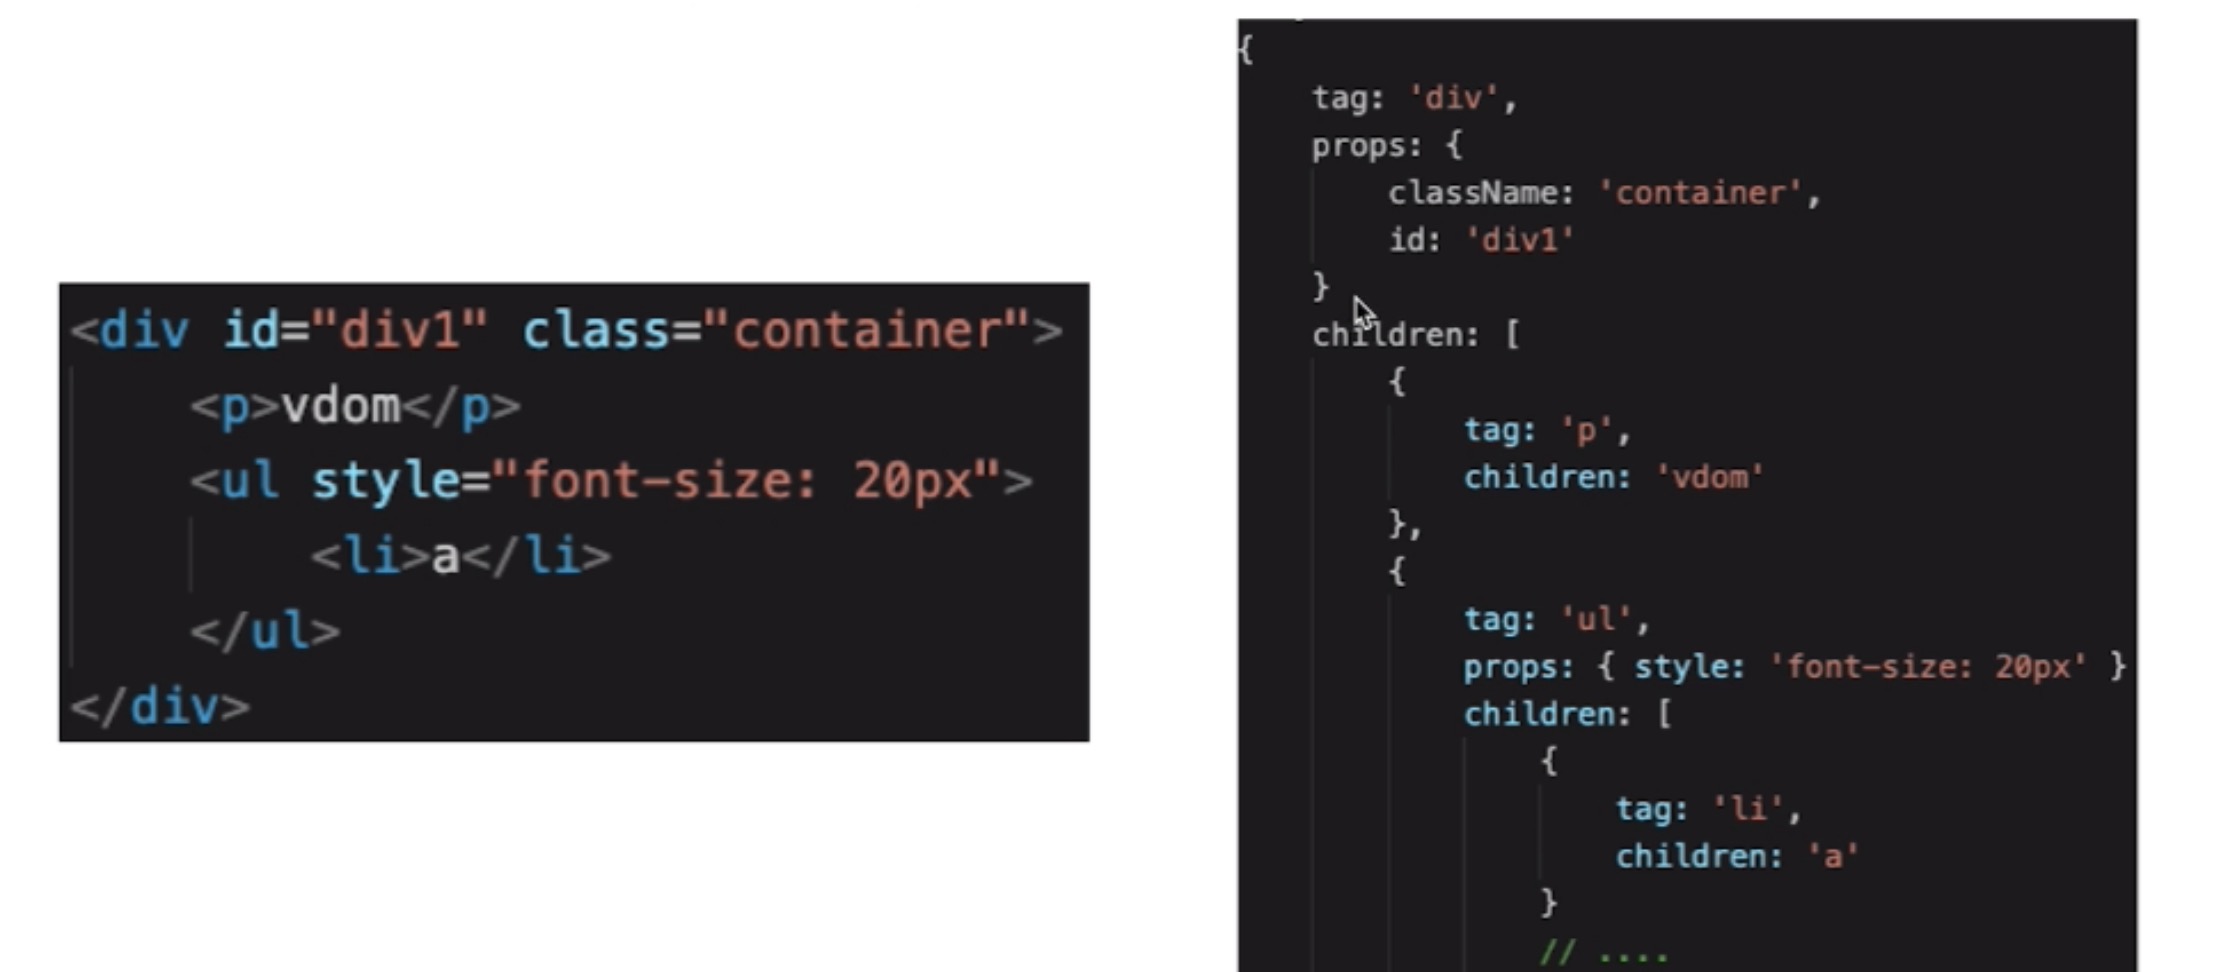 <div id="div1" class="container">
<p>vdom</p>
<ul style="font-size: 20px">
<li>a</li>
</ul>
</div>
{
tag: 'div',
props: {
className: 'container',
id: 'div1'
}
children: [
{
tag: 'p',
children: 'vdom'
},
{
tag: 'ul',
props: { style: 'font-size: 20px' }
children: [
{
tag: 'li',
children: 'a'
}
// ....